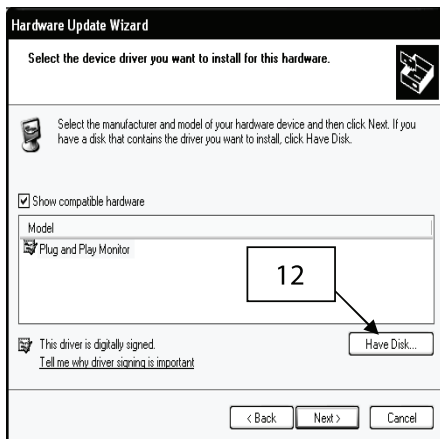 Hardware Update Wizard
Select the device driver you want to install for this hardware.
Select the manufacturer and model of your hardware device and then click Next. If you
have a disk that contains the driver you want to install, click Have Disk.
Show compatible hardware
Model
Plug and Play Monitor
12
This driver is digitally signed.
Have Disk...
Tell me why driver signing is important
< Back
Next >
Cancel